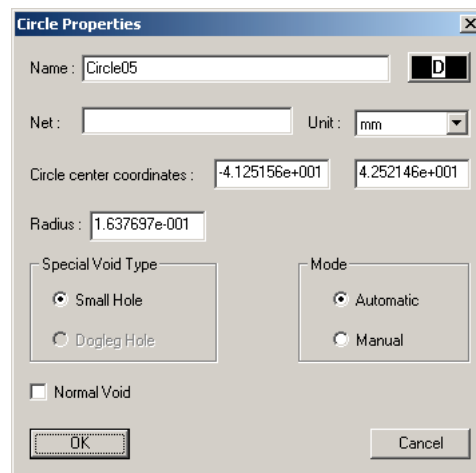 Circle Properties
Name : Circle05 D
Net : Unit : mm
Circle center coordinates : -4.125156e+001 4.252146e+001
Radius : 1.637697e-001
Special Void Type Mode
Small Hole Automatic
Dogleg Hole Manual
Normal Void
OK Cancel